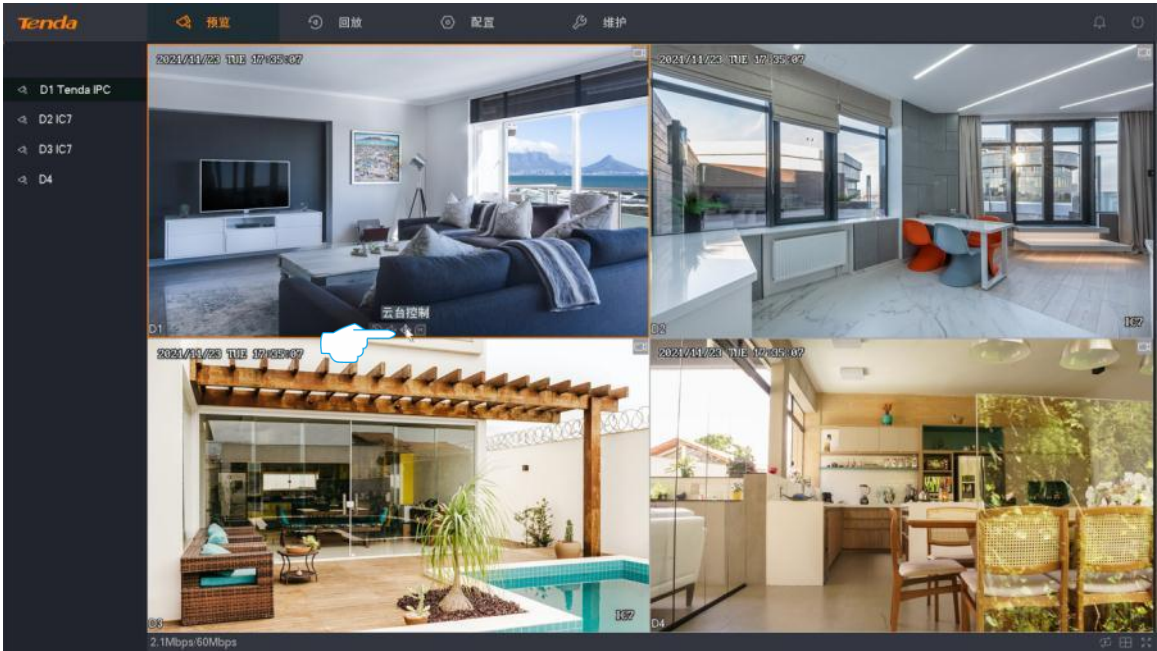 Tenda 预览 回放 配置 维护
D1 Tenda IPC
D2 IC7
D3 IC7
D4
2021/11/23 TUE 17:35:07
2021/11/23 TUE 17:35:07
云台控制
D1
D2
IC7
2021/11/23 TUE 17:35:07
2021/11/23 TUE 17:35:07
D3
IC7
D4
2.1Mbps/60Mbps